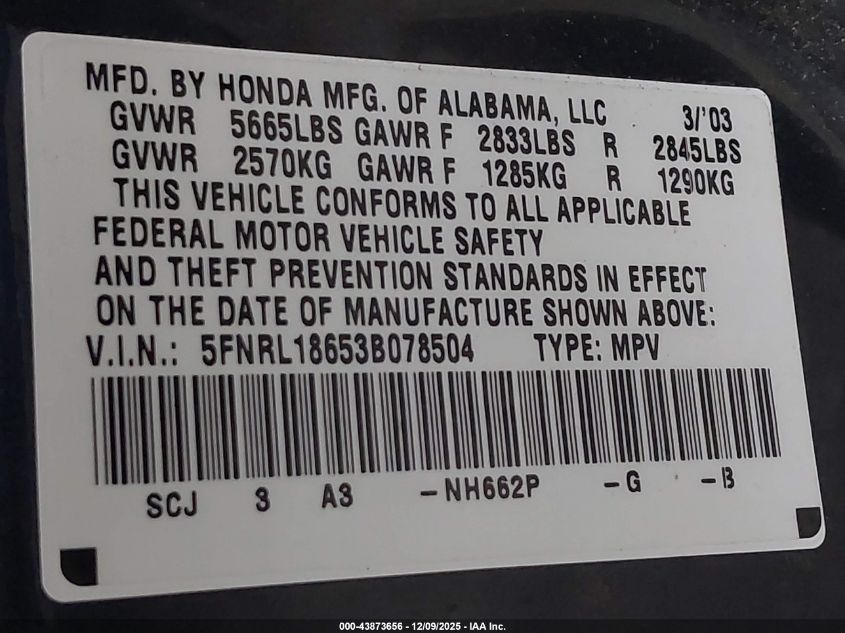 MFD. BY HONDA MFG. OF ALABAMA, LLC 3/'03
GVWR 5665LBS GAWR F 2833LBS R 2845LBS
GVWR 2570KG GAWR F 1285KG R 1290KG
THIS VEHICLE CONFORMS TO ALL APPLICABLE
FEDERAL MOTOR VEHICLE SAFETY
AND THEFT PREVENTION STANDARDS IN EFFECT
ON THE DATE OF MANUFACTURE SHOWN ABOVE:
V.I.N.: 5FNRL18653B078504 TYPE: MPV
SCJ 3 A3 -NH662P -G -B
000-43873656 - 12/09/2025 - IAA Inc.